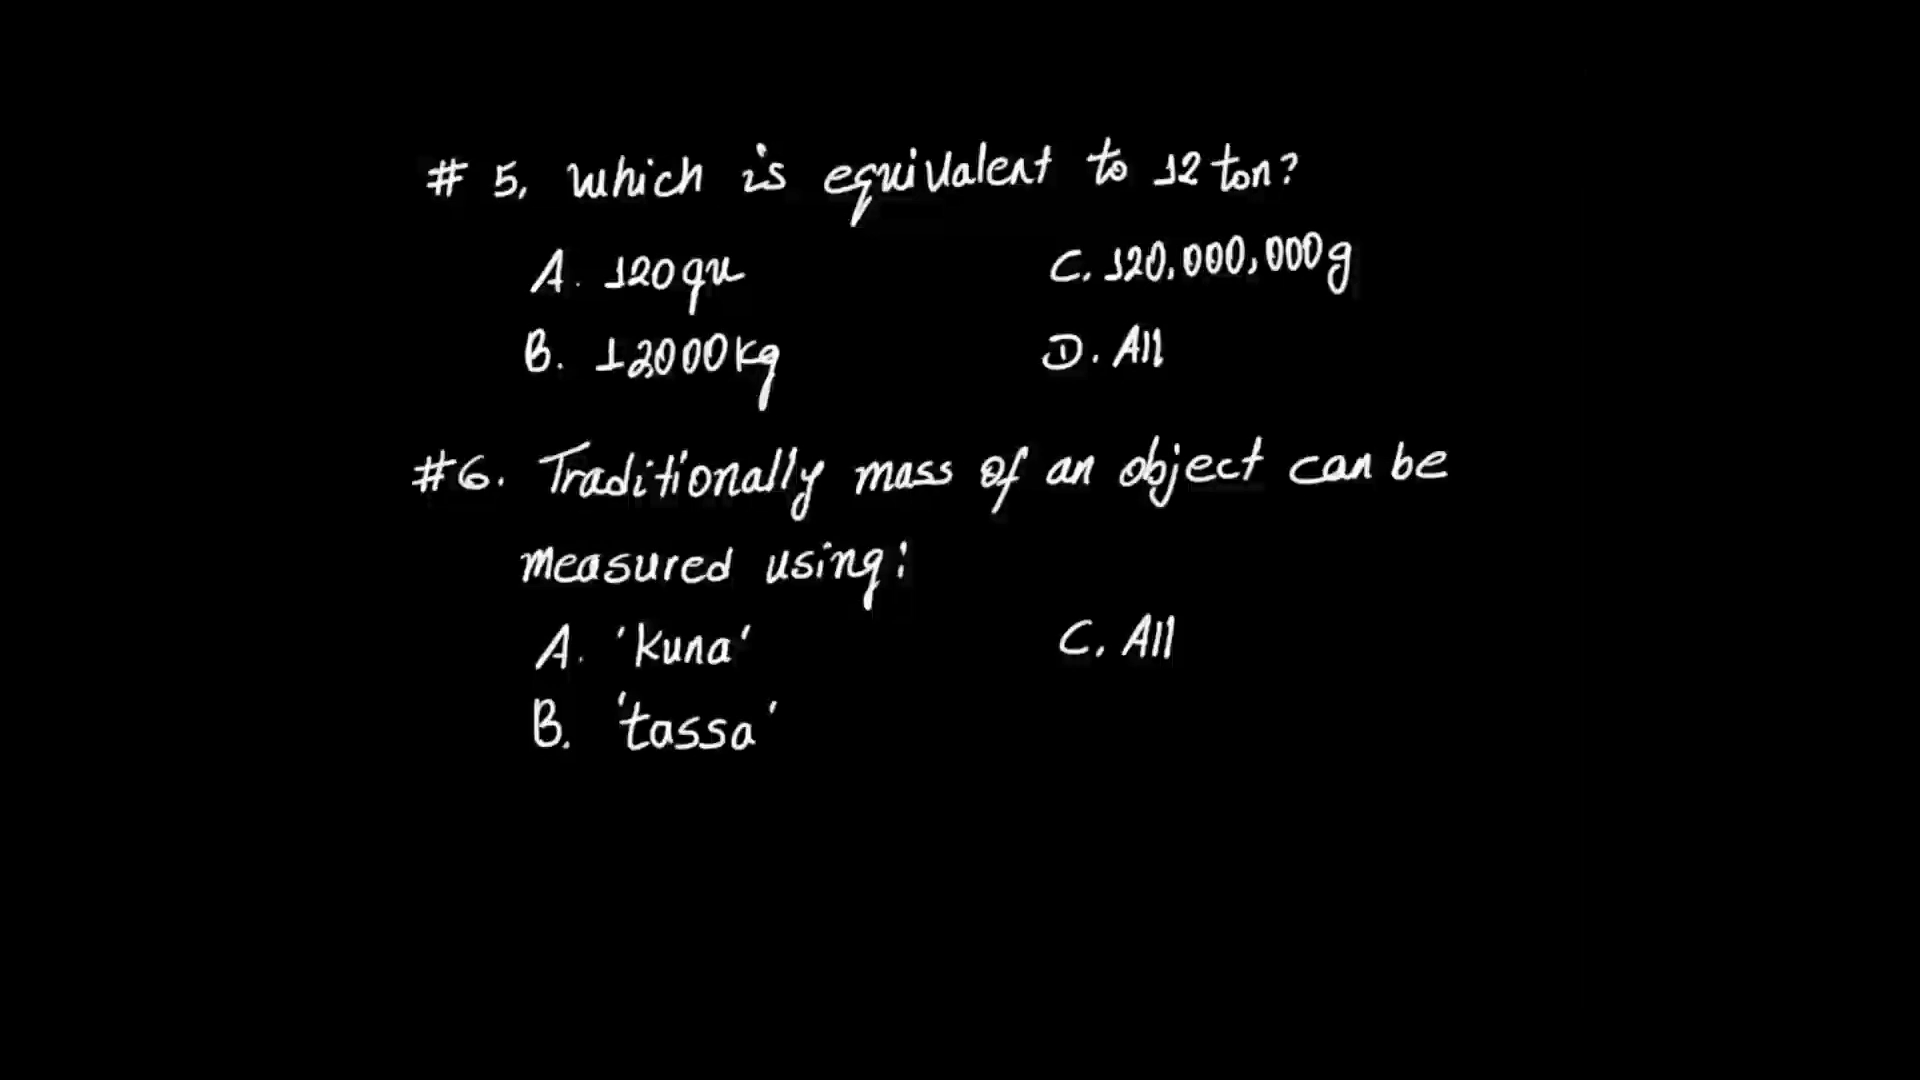 # 5, which is equivalent to 12 ton?
A. 120qu
C. 120,000,000g
B. 12000kg
D. All
#6. Traditionally mass of an object can be
measured using:
A. 'kuna'
C. All
B. 'tassa'